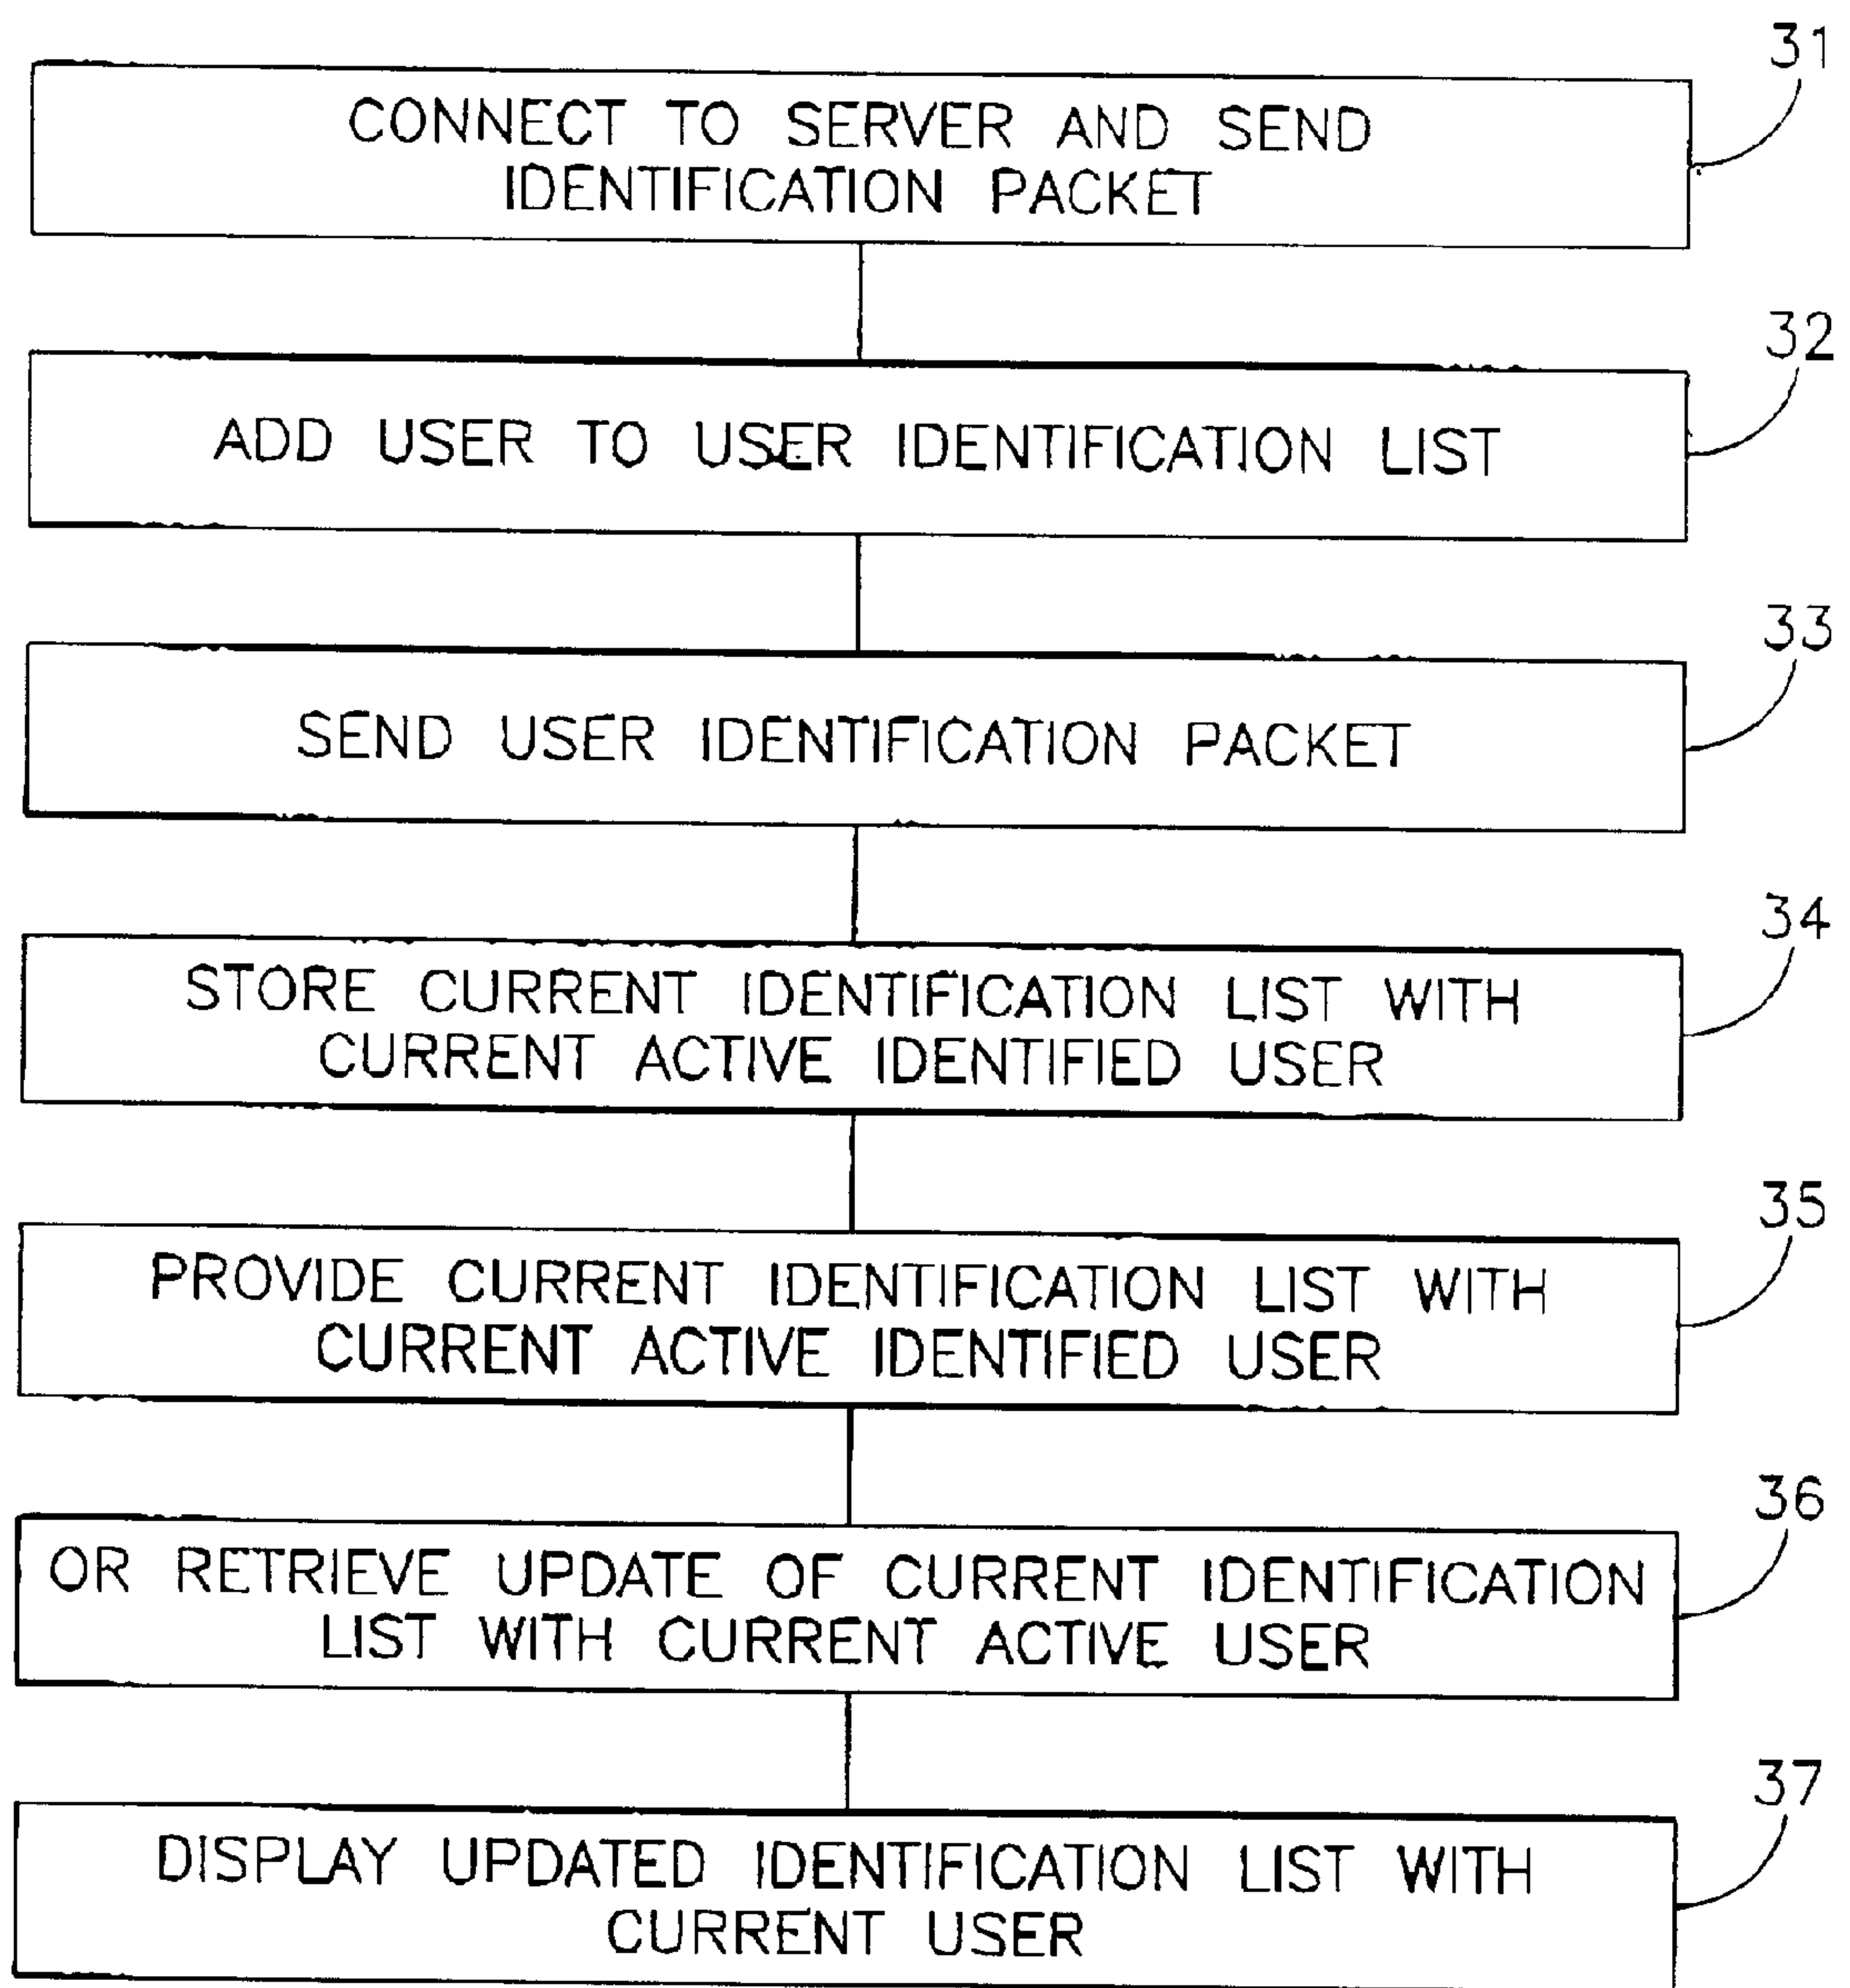 31
CONNECT TO SERVER AND SEND
IDENTIFICATION PACKET
32
ADD USER TO USER IDENTIFICATION LIST
33
SEND USER IDENTIFICATION PACKET
34
STORE CURRENT IDENTIFICATION LIST WITH
CURRENT ACTIVE IDENTIFIED USER
35
PROVIDE CURRENT IDENTIFICATION LIST WITH
CURRENT ACTIVE IDENTIFIED USER
36
OR RETRIEVE UPDATE OF CURRENT IDENTIFICATION
LIST WITH CURRENT ACTIVE USER
37
DISPLAY UPDATED IDENTIFICATION LIST WITH
CURRENT USER